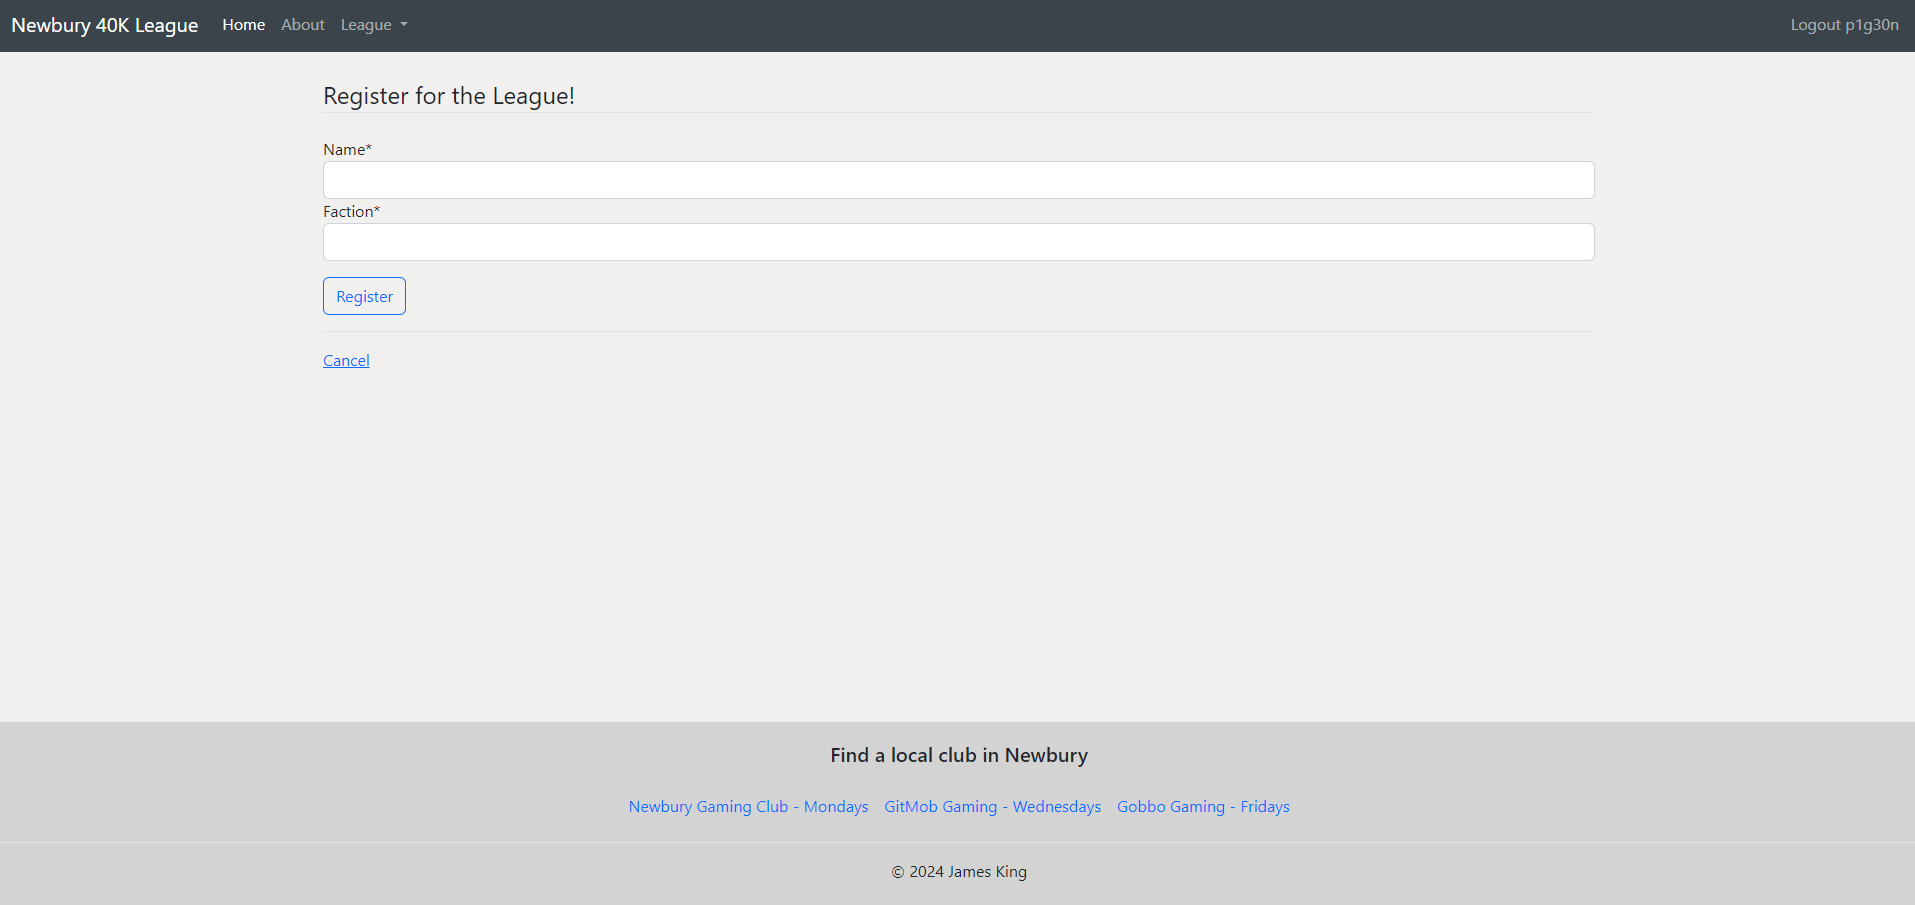 Newbury 40K League Home About League Logout p1g30n
Register for the League!
Name*
Faction*
Register
Cancel
Find a local club in Newbury
Newbury Gaming Club - Mondays GitMob Gaming - Wednesdays Gobbo Gaming - Fridays
© 2024 James King